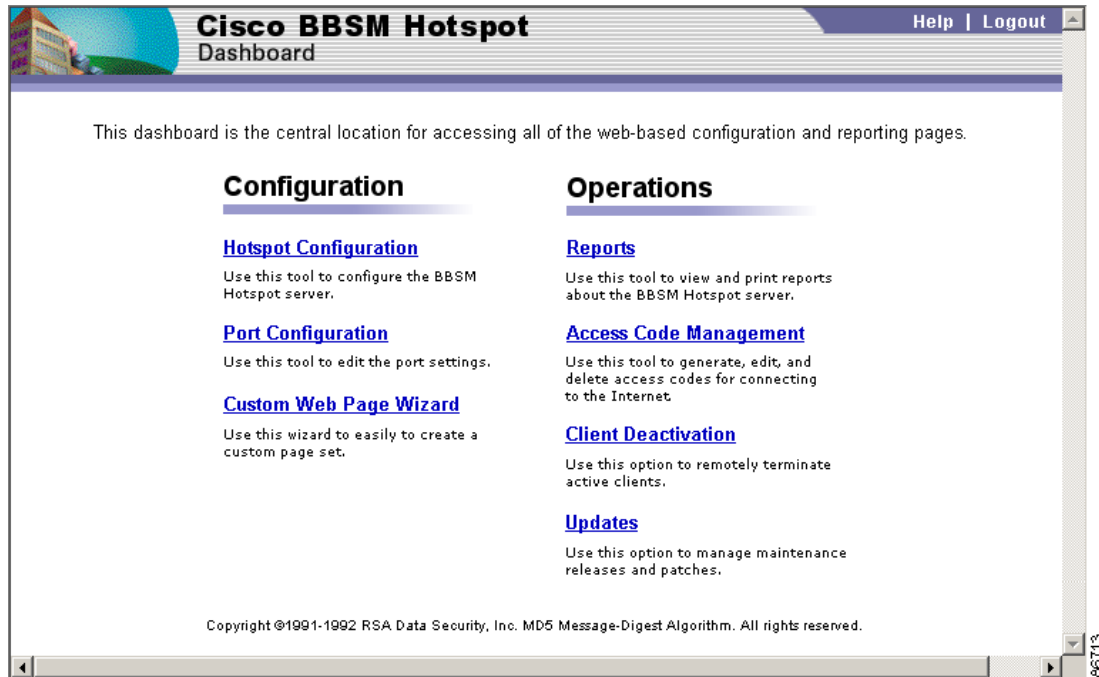 Cisco BBSM Hotspot
Dashboard
Help | Logout
This dashboard is the central location for accessing all of the web-based configuration and reporting pages.
Configuration
Hotspot Configuration
Use this tool to configure the BBSM
Hotspot server.
Port Configuration
Use this tool to edit the port settings.
Custom Web Page Wizard
Use this wizard to easily to create a
custom page set.
Operations
Reports
Use this tool to view and print reports
about the BBSM Hotspot server.
Access Code Management
Use this tool to generate, edit, and
delete access codes for connecting
to the Internet.
Client Deactivation
Use this option to remotely terminate
active clients.
Updates
Use this option to manage maintenance
releases and patches.
Copyright ©1991-1992 RSA Data Security, Inc. MD5 Message-Digest Algorithm. All rights reserved.